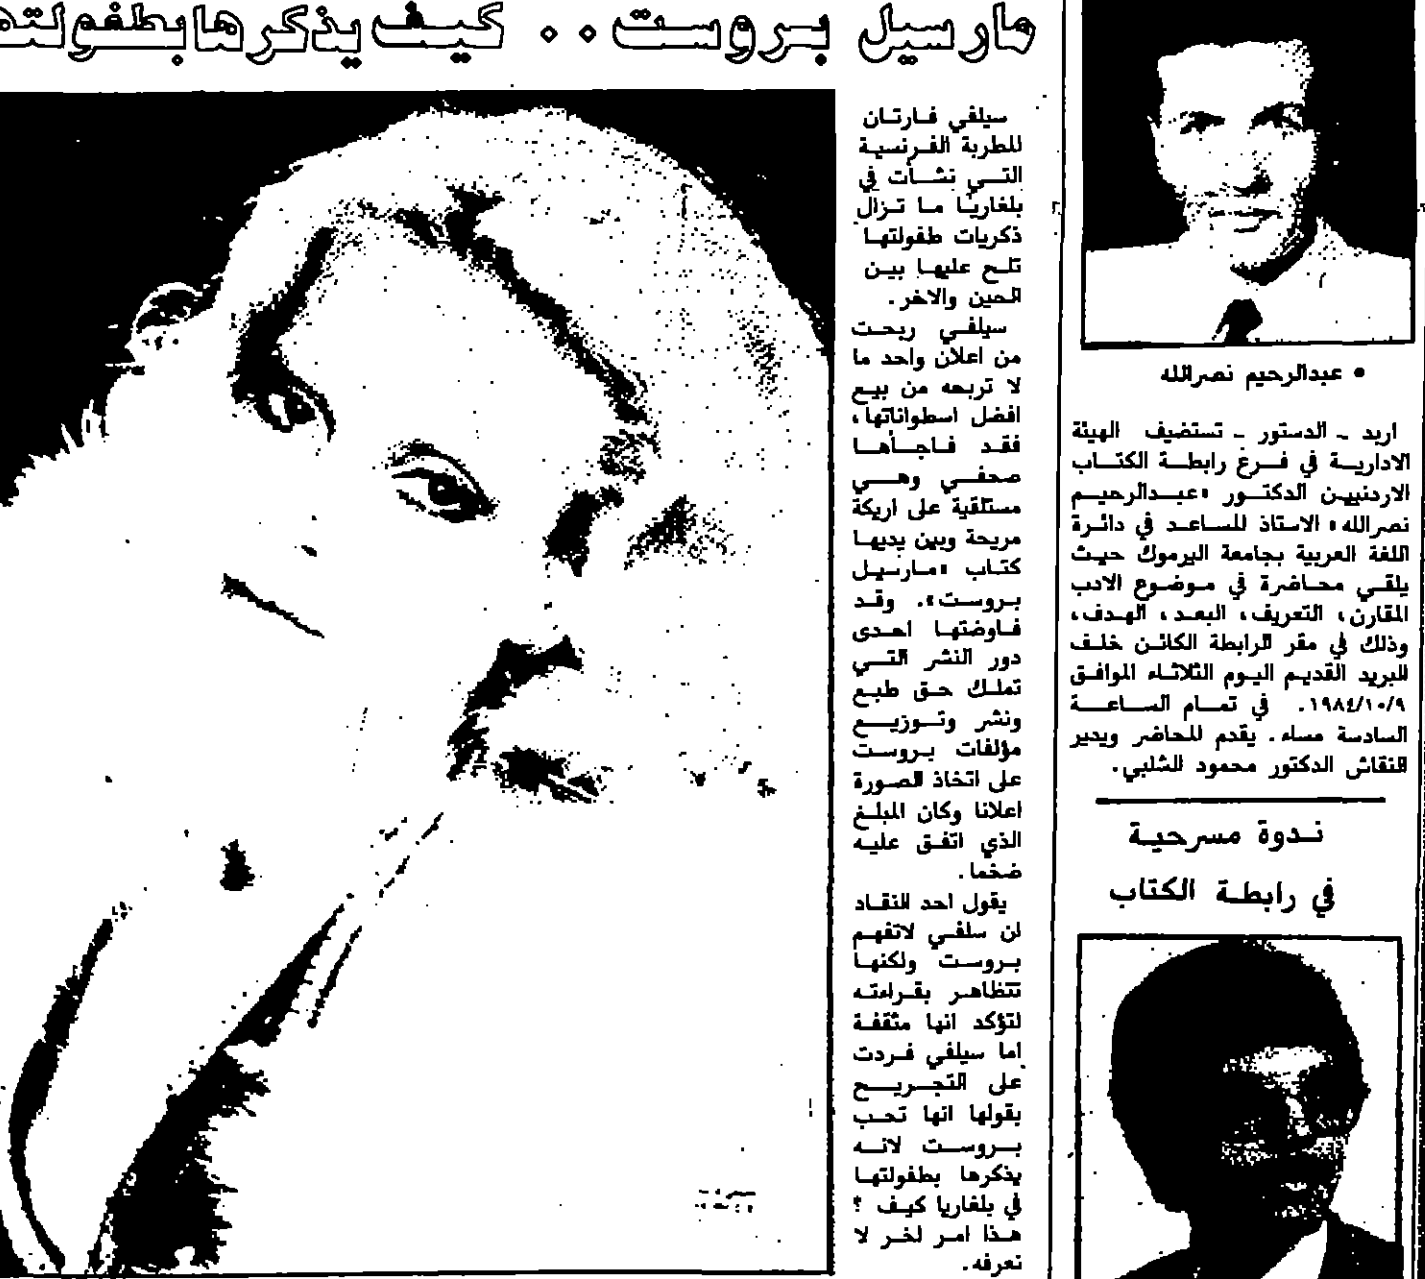 مارسيل بروست . . كيف يذكرها بطفولتها
سيلفي فارتان
المطربة الفرنسية
التي نشأت في
بلغاريا ما تزال
ذكريات طفولتها
تلح عليها بين
الحين والاخر.
سيلفي ربحت
من اعلان واحد ما
لا تربحه من بيع
افضل اسطواناتها،
فقد فاجأها
صحفي وهي
مستلقية على اريكة
مريحة وبين يديها
كتاب «مارسيل
بروست». وقد
فاوضتها احدى
دور النشر التي
تملك حق طبع
ونشر وتوزيع
مؤلفات بروست
على اتخاذ الصورة
اعلانا وكان المبلغ
الذي اتفق عليه
ضخما.
يقول احد النقاد
ان سلفي لاتفهم
بروست ولكنها
تتظاهر بقراءته
لتؤكد انها مثقفة
اما سيلفي فردت
على التجريح
بقولها انها تحب
بروست لانه
يذكرها بطفولتها
في بلغاريا كيف ؟
هذا امر اخر لا
نعرفه.
• عبدالرحيم نصرالله
اربد - الدستور - تستضيف الهيئة
الادارية في فرع رابطة الكتاب
الاردنيين الدكتور «عبدالرحيم
نصرالله» الاستاذ المساعد في دائرة
اللغة العربية بجامعة اليرموك حيث
يلقي محاضرة في موضوع الادب
المقارن، التعريف، البعد، الهدف،
وذلك في مقر الرابطة الكائن خلف
البريد القديم اليوم الثلاثاء الموافق
١٩٨٤/١٠/٩. في تمام الساعة
السادسة مساء. يقدم المحاضر ويدير
النقاش الدكتور محمود الشلبي.
ندوة مسرحية
في رابطة الكتاب